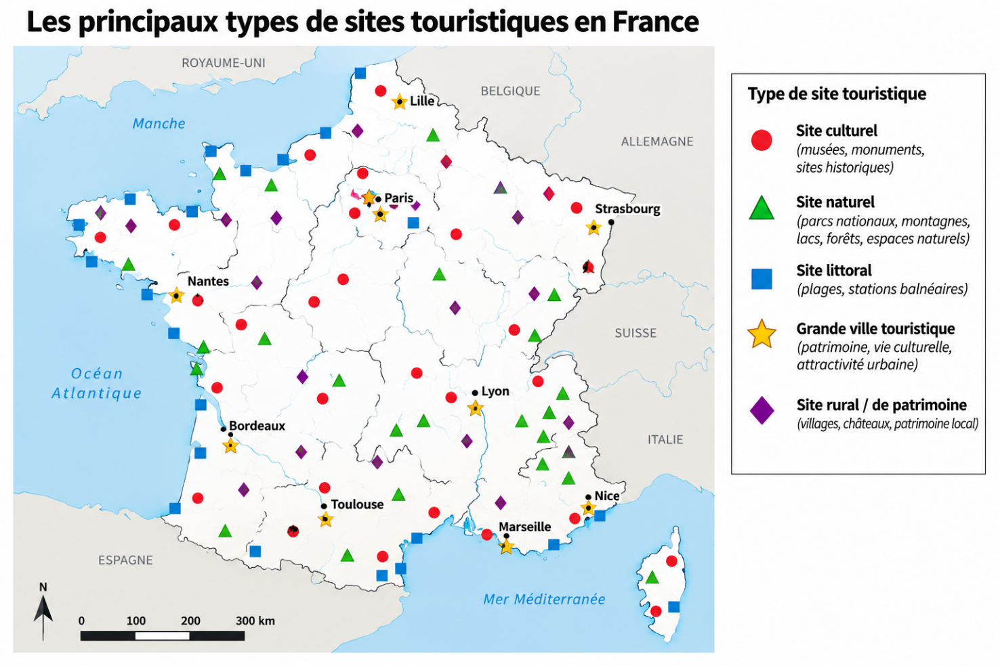 Les principaux types de sites touristiques en France
ROYAUME-UNI
BELGIQUE
Manche
Lille
ALLEMAGNE
Paris
Strasbourg
Nantes
SUISSE
Océan
Atlantique
Lyon
Bordeaux
ITALIE
Nice
Toulouse
Marseille
ESPAGNE
Mer Méditerranée
N
0 100 200 300 km
Type de site touristique
Site culturel
(musées, monuments,
sites historiques)
Site naturel
(parcs nationaux, montagnes,
lacs, forêts, espaces naturels)
Site littoral
(plages, stations balnéaires)
Grande ville touristique
(patrimoine, vie culturelle,
attractivité urbaine)
Site rural / de patrimoine
(villages, châteaux, patrimoine local)